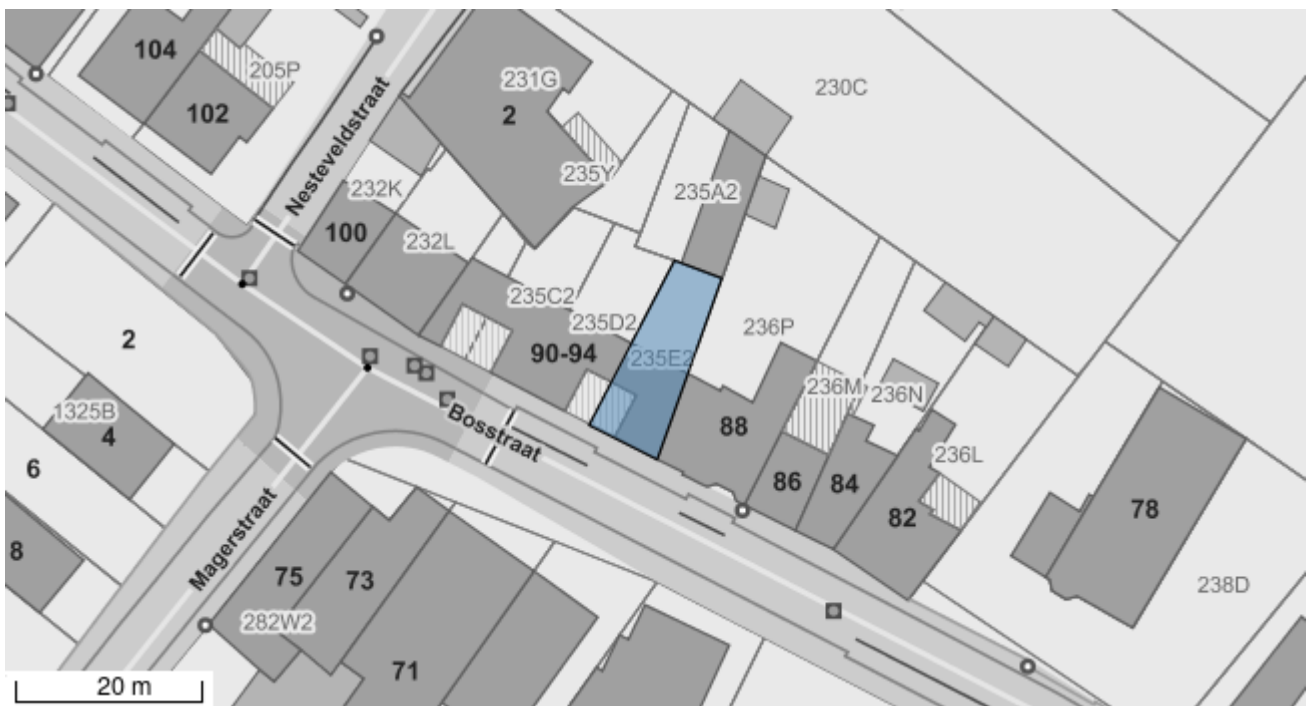 104
205P
102
Nesteveldstraat
231G
2
230C
235Y
235A2
232K
100
232L
235C2
235D2
90-94
235E2
236P
88
236M
236N
236L
86
84
82
78
238D
2
1325B
4
6
8
Bosstraat
Magerstraat
75
73
282W2
71
20 m